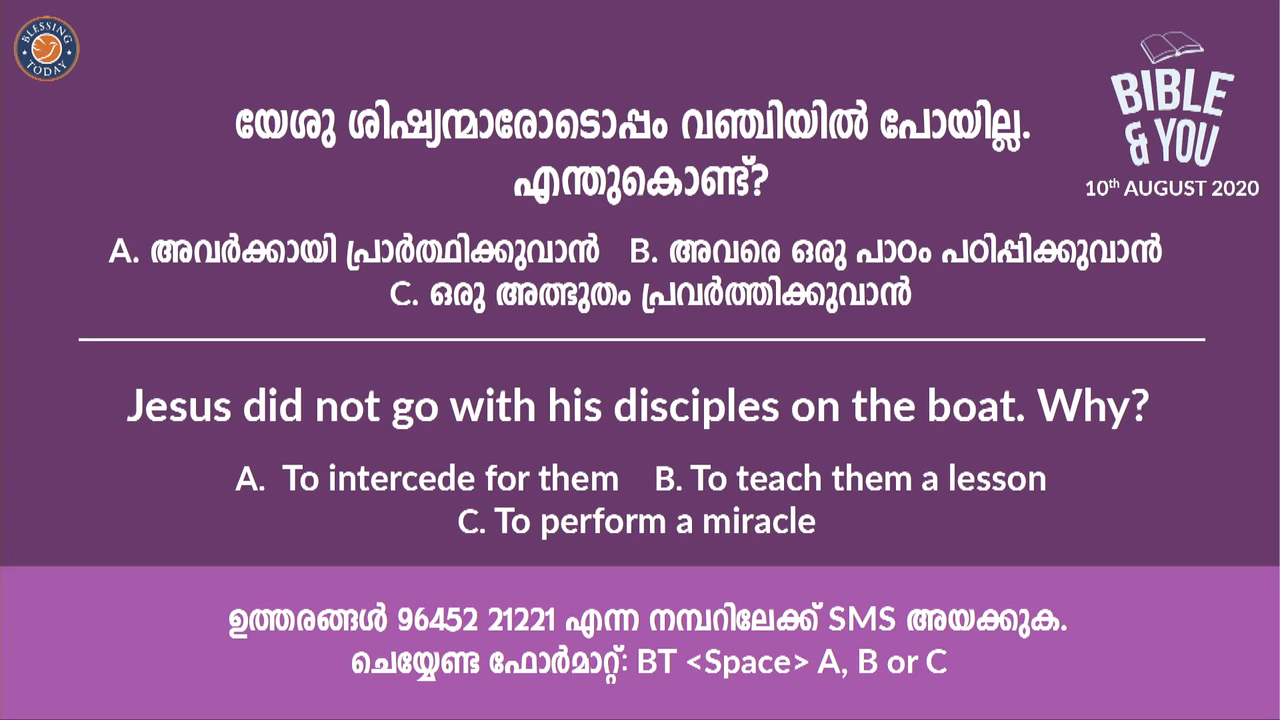 BLESSING TODAY
BIBLE
& YOU
10th AUGUST 2020
യേശു ശിഷ്യന്മാരോടൊപ്പം വഞ്ചിയിൽ പോയില്ല.
എന്തുകൊണ്ട്?
A. അവർക്കായി പ്രാർത്ഥിക്കുവാൻ B. അവരെ ഒരു പാഠം പഠിപ്പിക്കുവാൻ
C. ഒരു അത്ഭുതം പ്രവർത്തിക്കുവാൻ
Jesus did not go with his disciples on the boat. Why?
A. To intercede for them B. To teach them a lesson
C. To perform a miracle
ഉത്തരങ്ങൾ 96452 21221 എന്ന നമ്പറിലേക്ക് SMS അയക്കുക.
ചെയ്യേണ്ട ഫോർമാറ്റ്: BT <Space> A, B or C